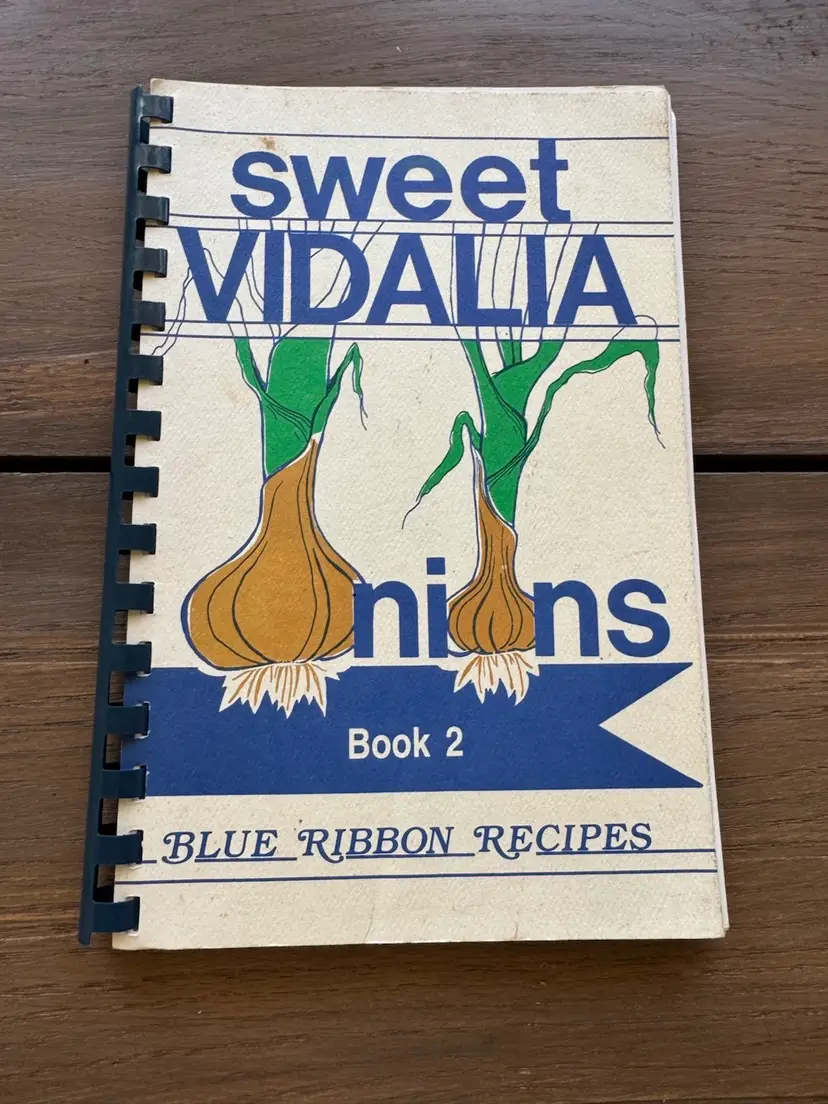 sweet
VIDALIA
Onions
Book 2
BLUE RIBBON RECIPES